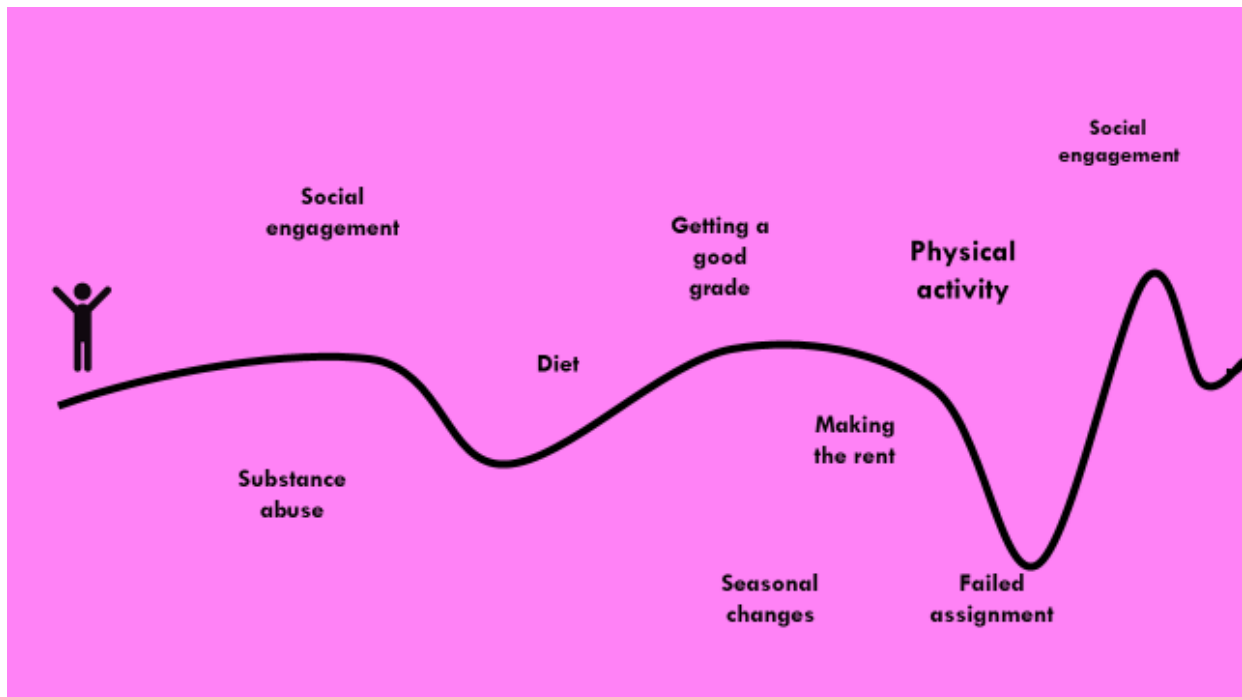 Social
engagement
Social
engagement
Getting a
good
grade
Physical
activity
Diet
Making
the rent
Substance
abuse
Seasonal
changes
Failed
assignment